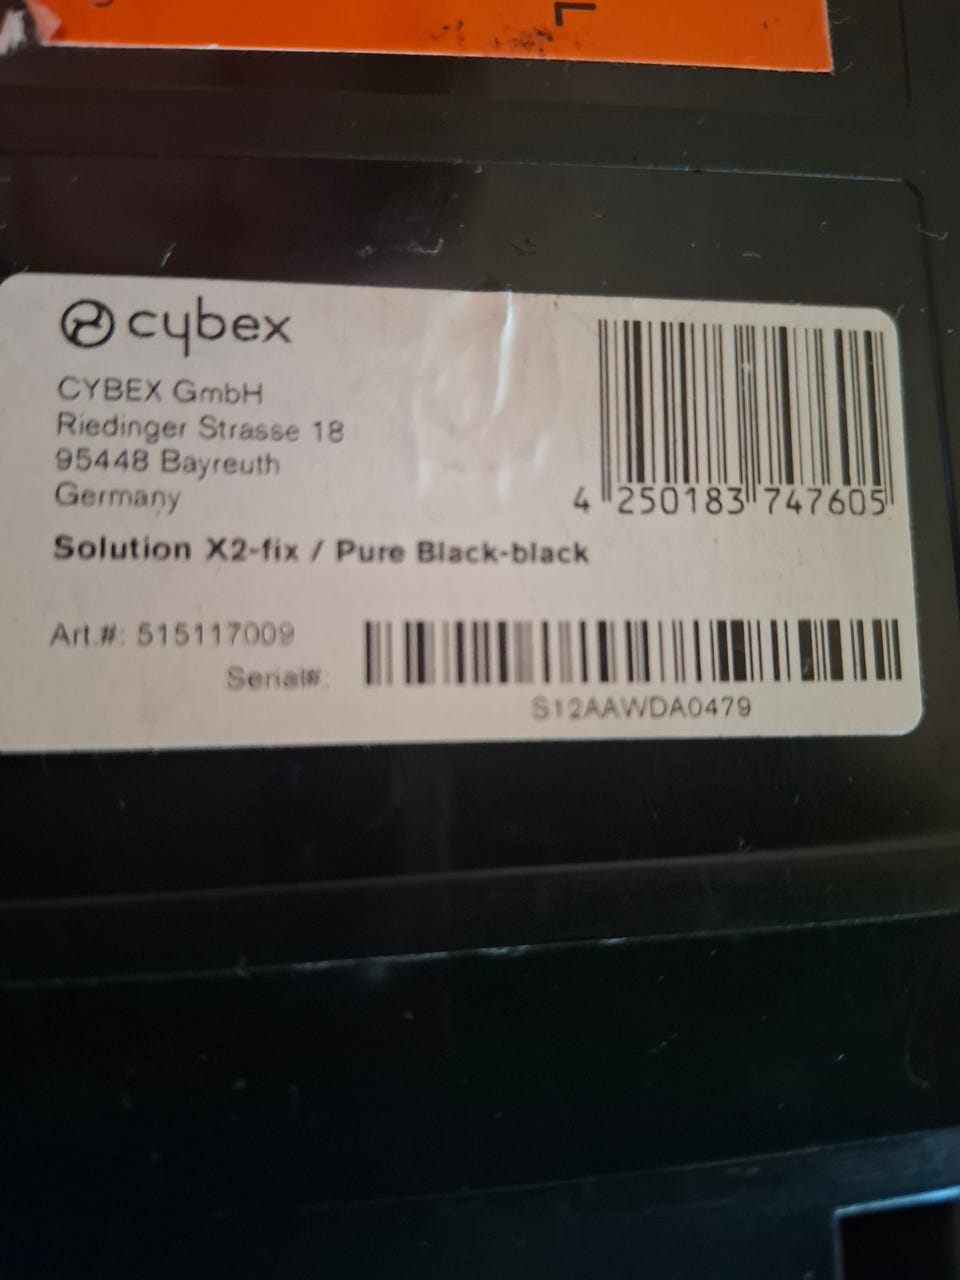 cybex
CYBEX GmbH
Riedinger Strasse 18
95448 Bayreuth
Germany
4 250183 747605
Solution X2-fix / Pure Black-black
Art.#: 515117009
Serial#:
S12AAWDA0479